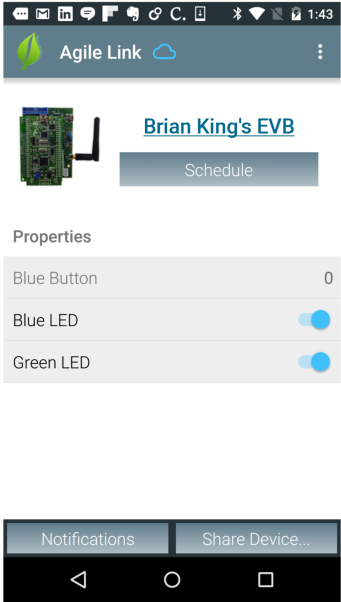 C. 1:43
Agile Link
Brian King's EVB
Schedule
Properties
Blue Button 0
Blue LED
Green LED
Notifications Share Device...